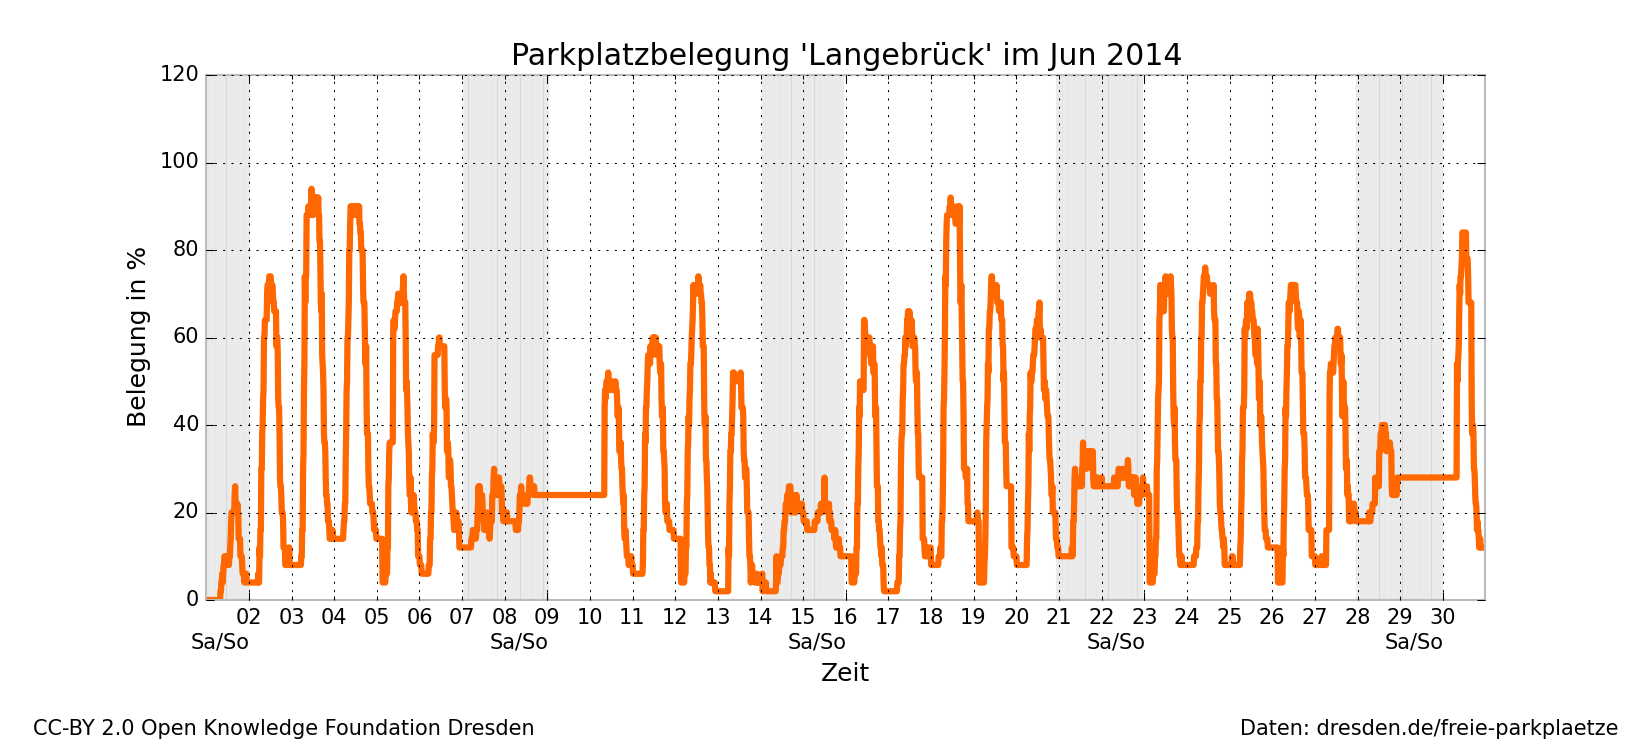 Parkplatzbelegung 'Langebrück' im Jun 2014
120
100
80
60
40
20
0
Belegung in %
02 03 04 05 06 07 08 09 10 11 12 13 14 15 16 17 18 19 20 21 22 23 24 25 26 27 28 29 30
Sa/So Sa/So Sa/So Sa/So Sa/So
Zeit
CC-BY 2.0 Open Knowledge Foundation Dresden
Daten: dresden.de/freie-parkplaetze